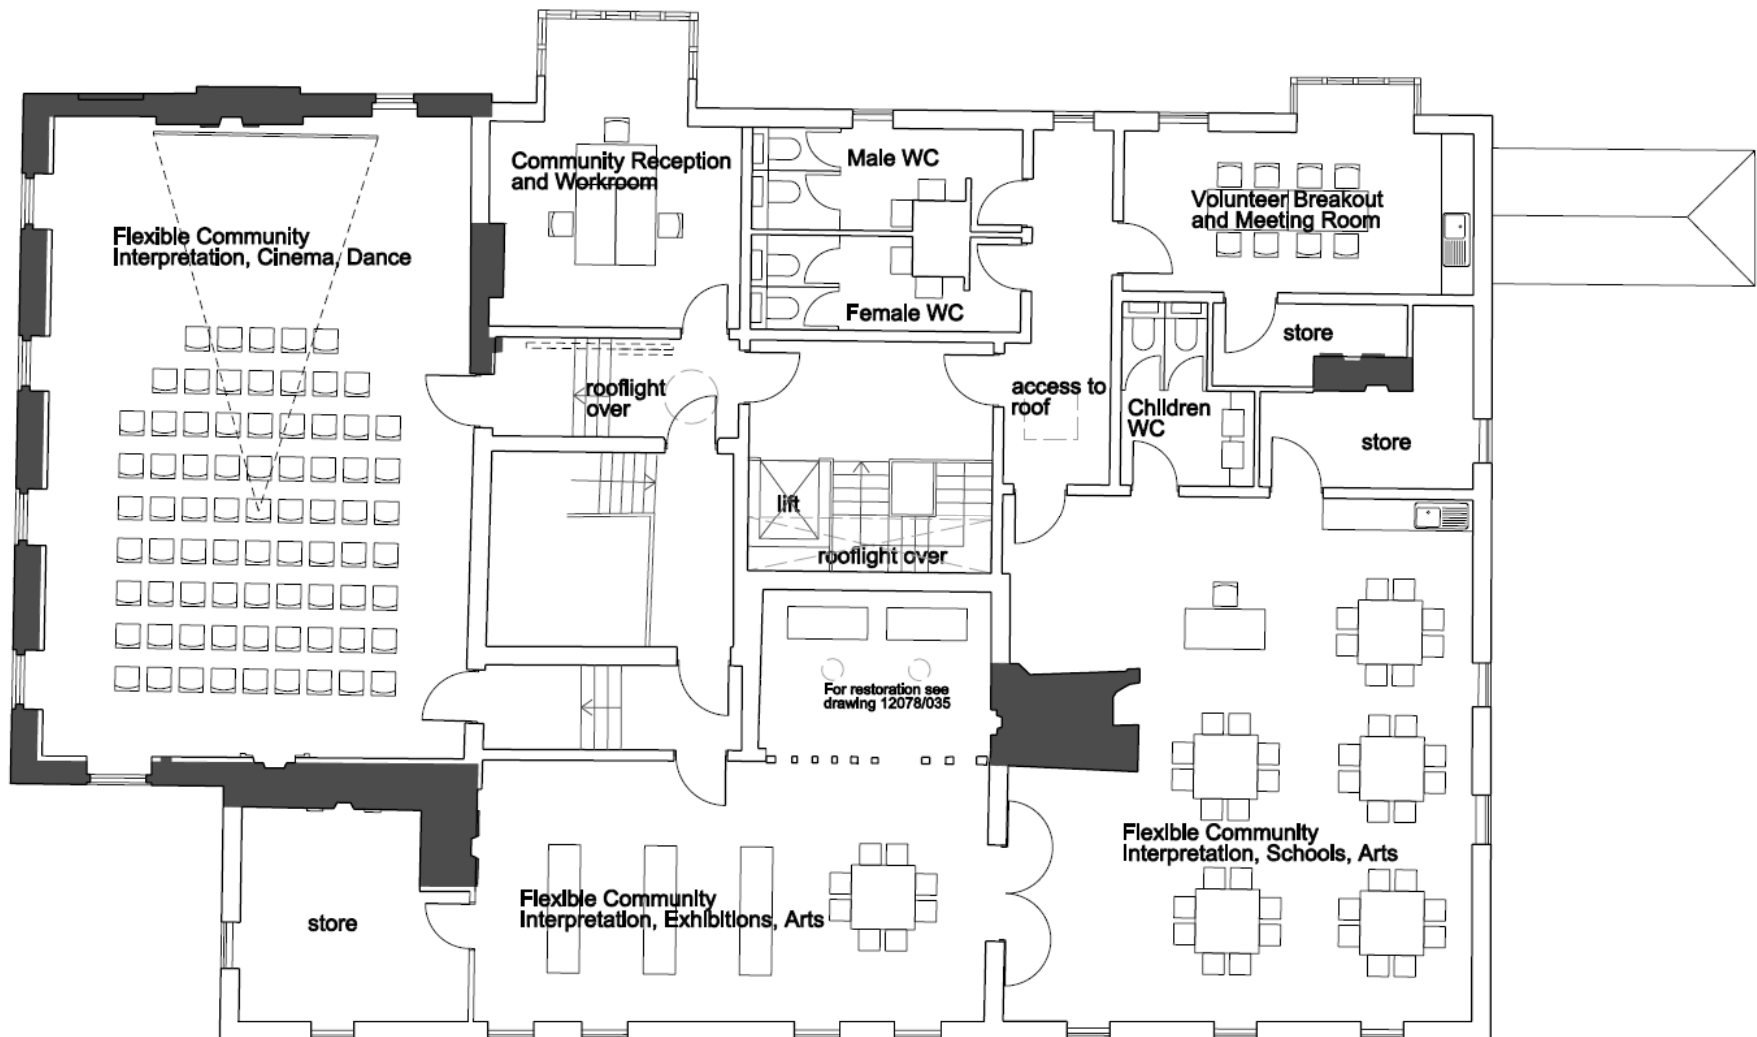 Community Reception
and Workroom
Male WC
Volunteer Breakout
and Meeting Room
Flexible Community
Interpretation, Cinema, Dance
Female WC
store
rooflight
over
access to
roof
Children
WC
store
lift
rooflight over
For restoration see
drawing 12078/035
Flexible Community
Interpretation, Schools, Arts
Flexible Community
Interpretation, Exhibitions, Arts
store